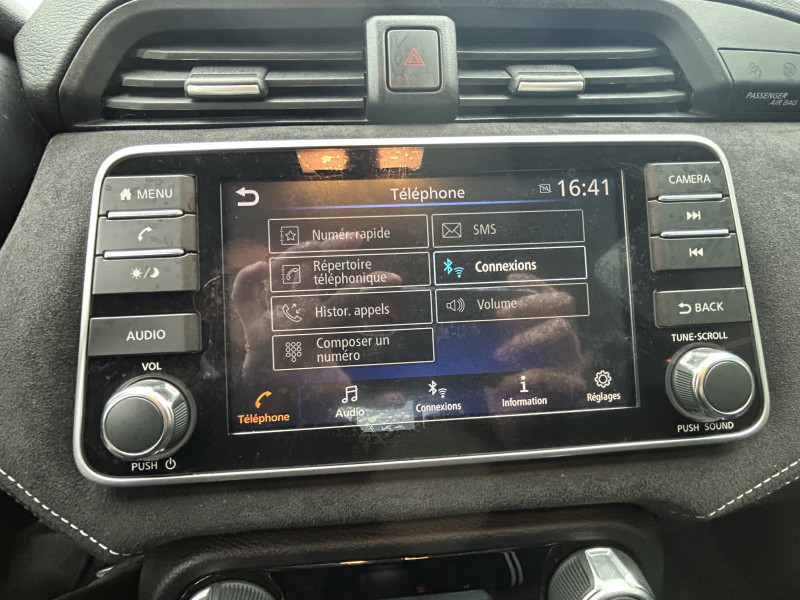 PASSENGER
AIR BAG
MENU
AUDIO
VOL
PUSH
Téléphone
16:41
Numér. rapide
SMS
Répertoire
téléphonique
Connexions
Histor. appels
Volume
Composer un
numéro
Téléphone
Audio
Connexions
Information
Réglages
CAMERA
BACK
TUNE-SCROLL
PUSH SOUND